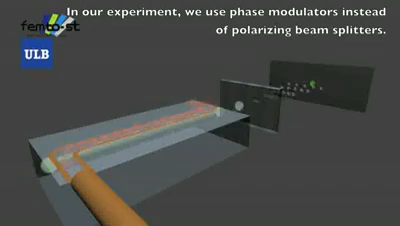 In our experiment, we use phase modulators instead
of polarizing beam splitters.
femto-st
ULB